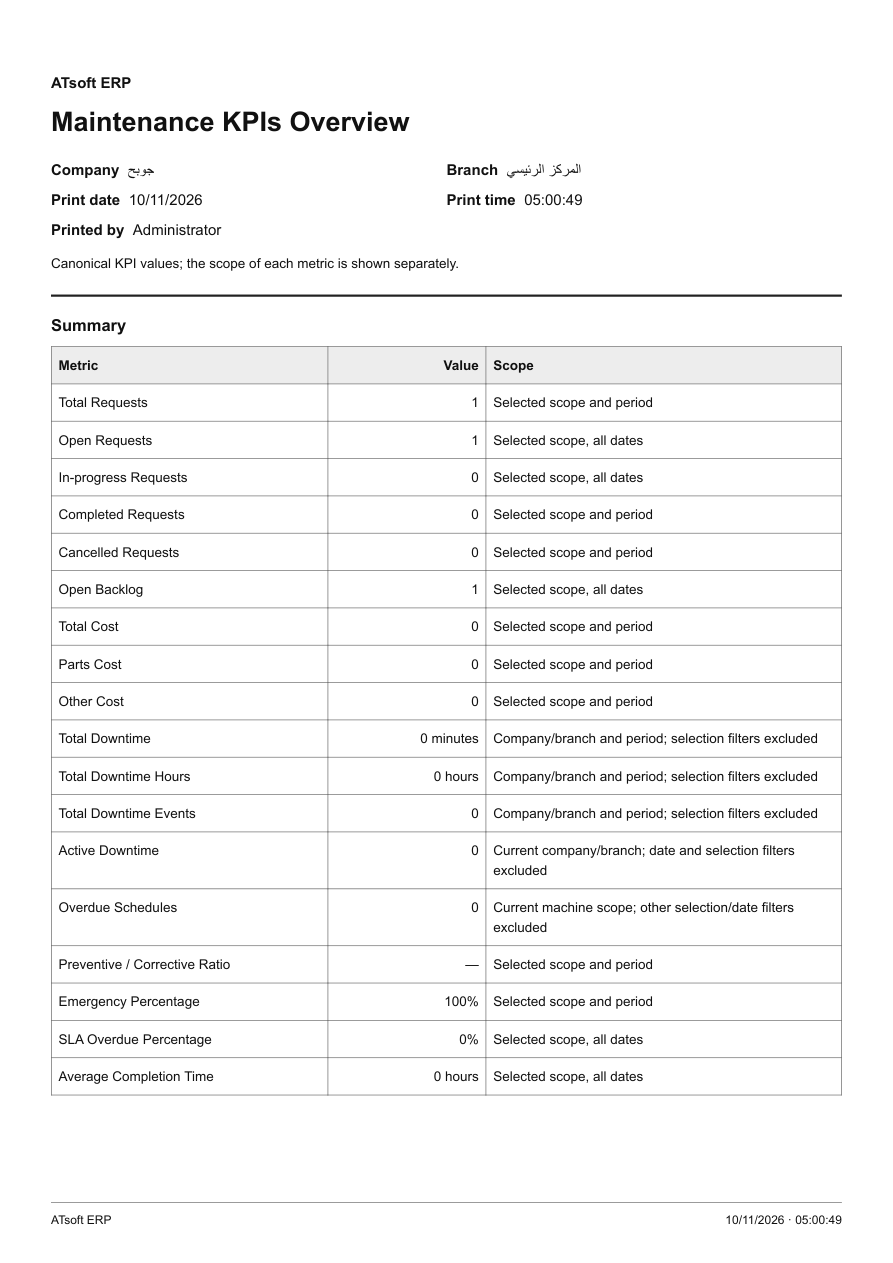 ATsoft ERP
Maintenance KPIs Overview
Company جوبح Branch المركز الرئيسي
Print date 10/11/2026 Print time 05:00:49
Printed by Administrator
Canonical KPI values; the scope of each metric is shown separately.
Summary
Metric Value Scope
Total Requests 1 Selected scope and period
Open Requests 1 Selected scope, all dates
In-progress Requests 0 Selected scope, all dates
Completed Requests 0 Selected scope and period
Cancelled Requests 0 Selected scope and period
Open Backlog 1 Selected scope, all dates
Total Cost 0 Selected scope and period
Parts Cost 0 Selected scope and period
Other Cost 0 Selected scope and period
Total Downtime 0 minutes Company/branch and period; selection filters excluded
Total Downtime Hours 0 hours Company/branch and period; selection filters excluded
Total Downtime Events 0 Company/branch and period; selection filters excluded
Active Downtime 0 Current company/branch; date and selection filters
excluded
Overdue Schedules 0 Current machine scope; other selection/date filters
excluded
Preventive / Corrective Ratio — Selected scope and period
Emergency Percentage 100% Selected scope and period
SLA Overdue Percentage 0% Selected scope, all dates
Average Completion Time 0 hours Selected scope, all dates
ATsoft ERP 10/11/2026 · 05:00:49